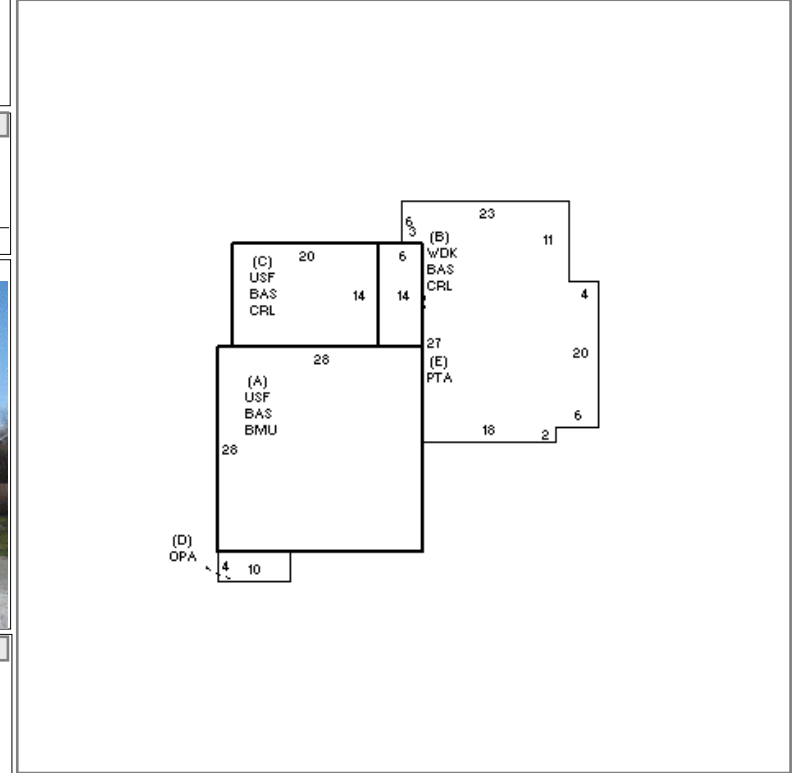 23
6
3
11
(B)
WDK
BAS
CRL
20
6
(C)
USF
BAS
CRL
14
14
4
27
20
28
(E)
PTA
(A)
USF
BAS
BMU
6
18
2
28
(D)
OPA
4
10